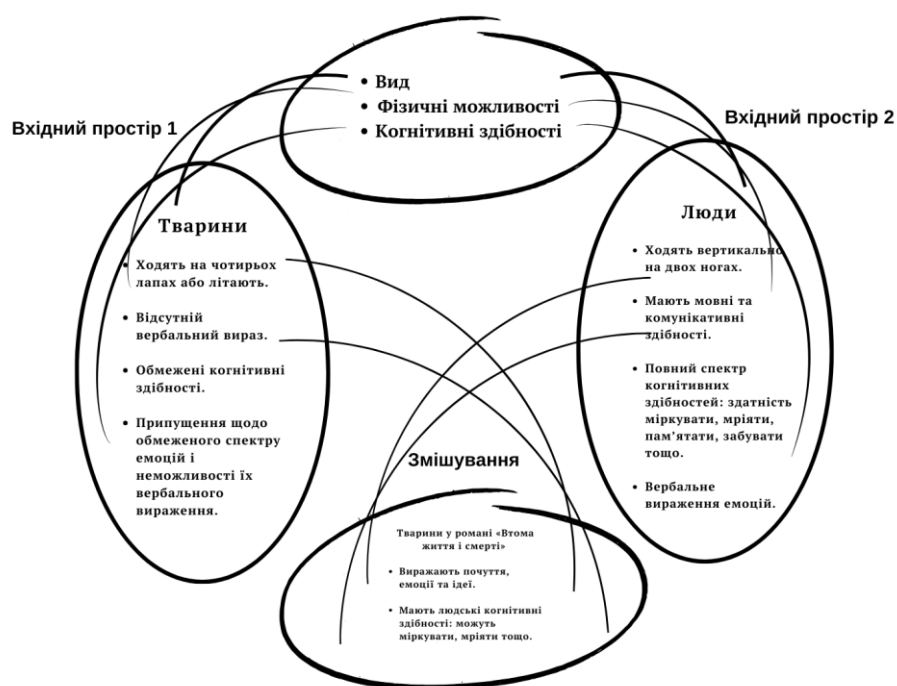 • Вид
• Фізичні можливості
• Когнітивні здібності
Вхідний простір 1
Вхідний простір 2
Тварини
• Ходять на чотирьох
лапах або літають.
• Відсутній
вербальний вираз.
• Обмежені когнітивні
здібності.
• Припущення щодо
обмеженого спектру
емоцій і
неможливості їх
вербального
вираження.
Люди
• Ходять вертикально
на двох ногах.
• Мають мовні та
комунікативні
здібності.
• Повний спектр
когнітивних
здібностей: здатність
міркувати, мріяти,
пам’ятати, забувати
тощо.
• Вербальне
вираження емоцій.
Змішування
Тварини у романі «Втома
життя і смерті»
• Виражають почуття,
емоції та ідеї.
• Мають людські когнітивні
здібності: можуть
міркувати, мріяти тощо.